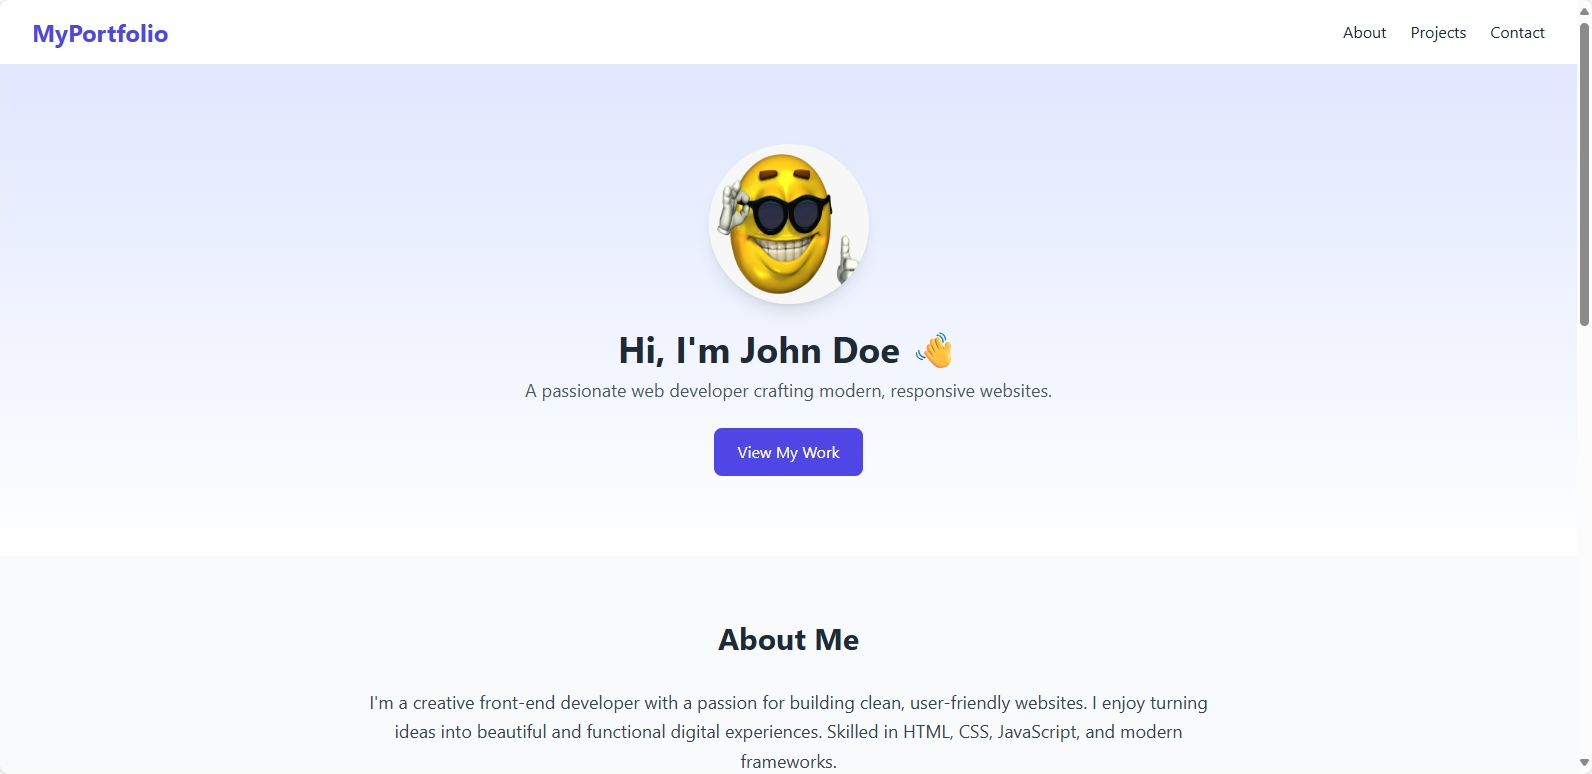 MyPortfolio
About Projects Contact
Hi, I'm John Doe 👋
A passionate web developer crafting modern, responsive websites.
View My Work
About Me
I'm a creative front-end developer with a passion for building clean, user-friendly websites. I enjoy turning
ideas into beautiful and functional digital experiences. Skilled in HTML, CSS, JavaScript, and modern
frameworks.